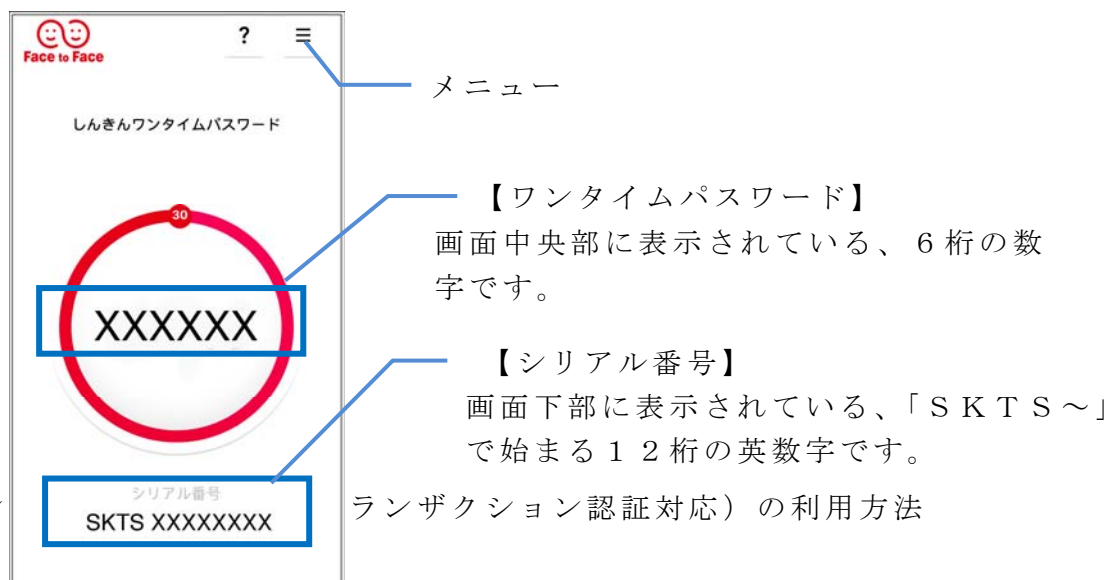 Face to Face
?
メニュー
しんきんワンタイムパスワード
【ワンタイムパスワード】
画面中央部に表示されている、６桁の数
字です。
30
XXXXXX
【シリアル番号】
画面下部に表示されている、「ＳＫＴＳ～」
で始まる１２桁の英数字です。
シリアル番号
SKTS XXXXXXXX
ランザクション認証対応）の利用方法